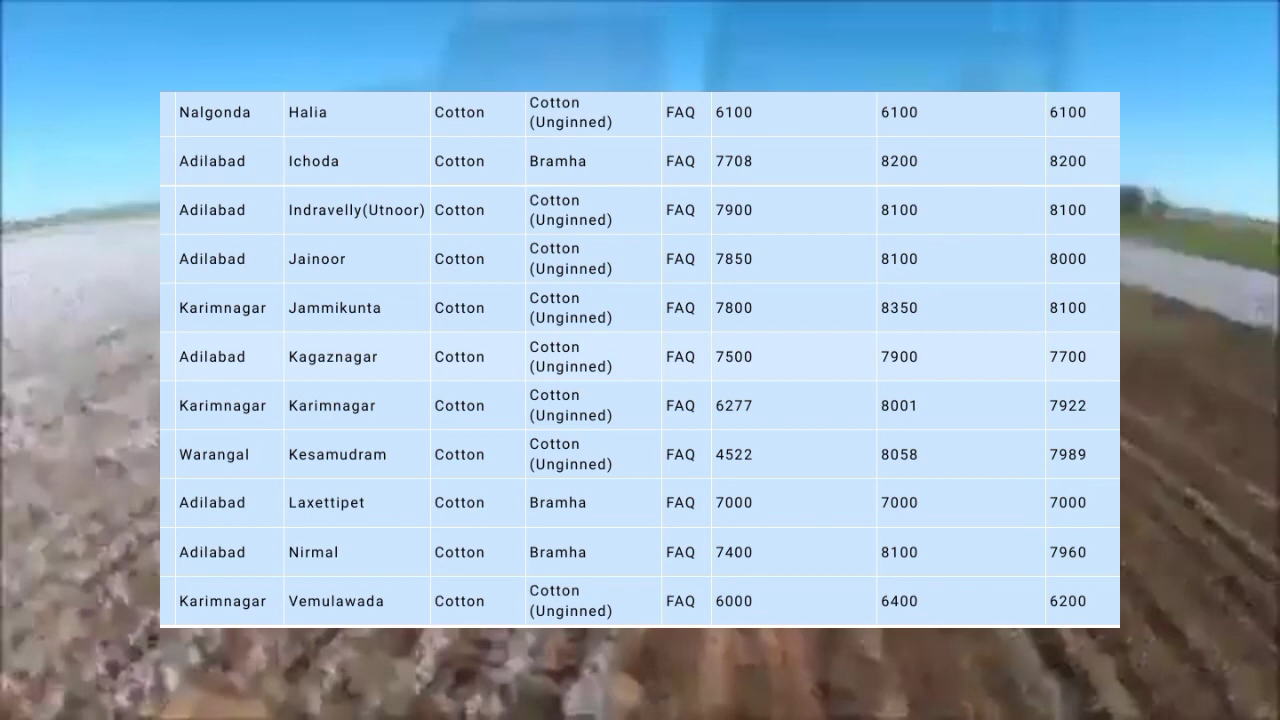 Nalgonda Halia Cotton Cotton (Unginned) FAQ 6100 6100 6100
Adilabad Ichoda Cotton Bramha FAQ 7708 8200 8200
Adilabad Indravelly(Utnoor) Cotton Cotton (Unginned) FAQ 7900 8100 8100
Adilabad Jainoor Cotton Cotton (Unginned) FAQ 7850 8100 8000
Karimnagar Jammikunta Cotton Cotton (Unginned) FAQ 7800 8350 8100
Adilabad Kagaznagar Cotton Cotton (Unginned) FAQ 7500 7900 7700
Karimnagar Karimnagar Cotton Cotton (Unginned) FAQ 6277 8001 7922
Warangal Kesamudram Cotton Cotton (Unginned) FAQ 4522 8058 7989
Adilabad Laxettipet Cotton Bramha FAQ 7000 7000 7000
Adilabad Nirmal Cotton Bramha FAQ 7400 8100 7960
Karimnagar Vemulawada Cotton Cotton (Unginned) FAQ 6000 6400 6200